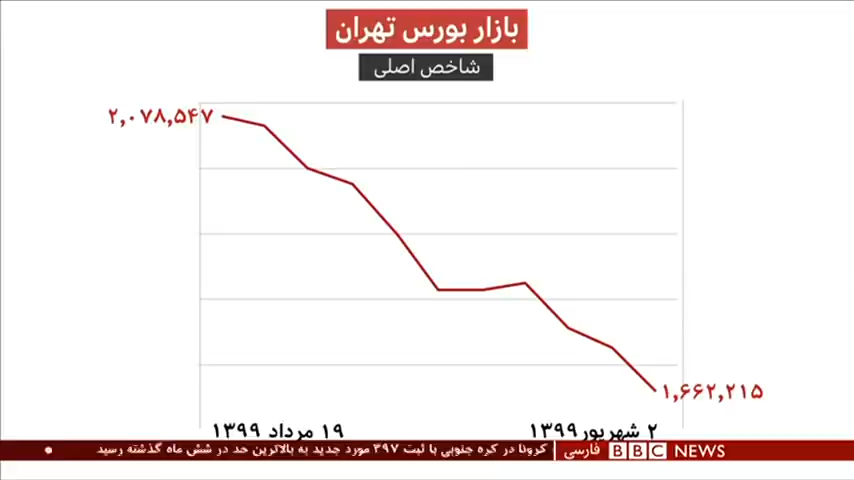 بازار بورس تهران
شاخص اصلی
۲,۰۷۸,۵۴۷
۱,۶۶۲,۲۱۵
۱۹ مرداد ۱۳۹۹
۲ شهریور ۱۳۹۹
کرونا در کره جنوبی با ثبت ۳۹۷ مورد جدید به بالاترین حد در شش ماه گذشته رسید
BBC NEWS فارسی